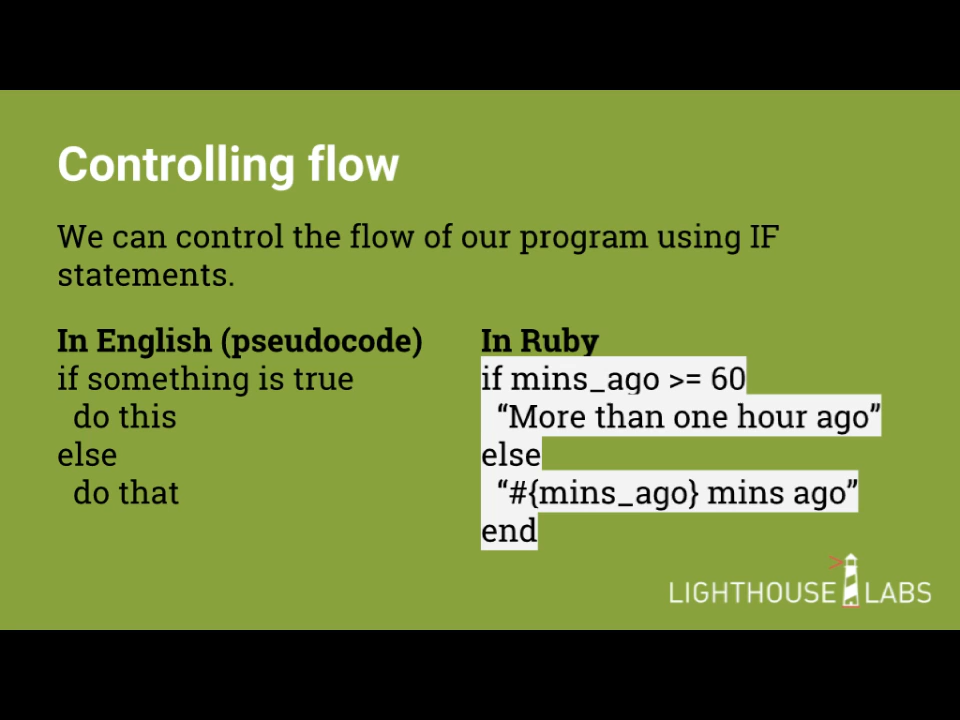 Controlling flow
We can control the flow of our program using IF
statements.
In English (pseudocode)
if something is true
  do this
else
  do that
In Ruby
if mins_ago >= 60
  “More than one hour ago”
else
  “#{mins_ago} mins ago”
end
>
LIGHTHOUSE LABS